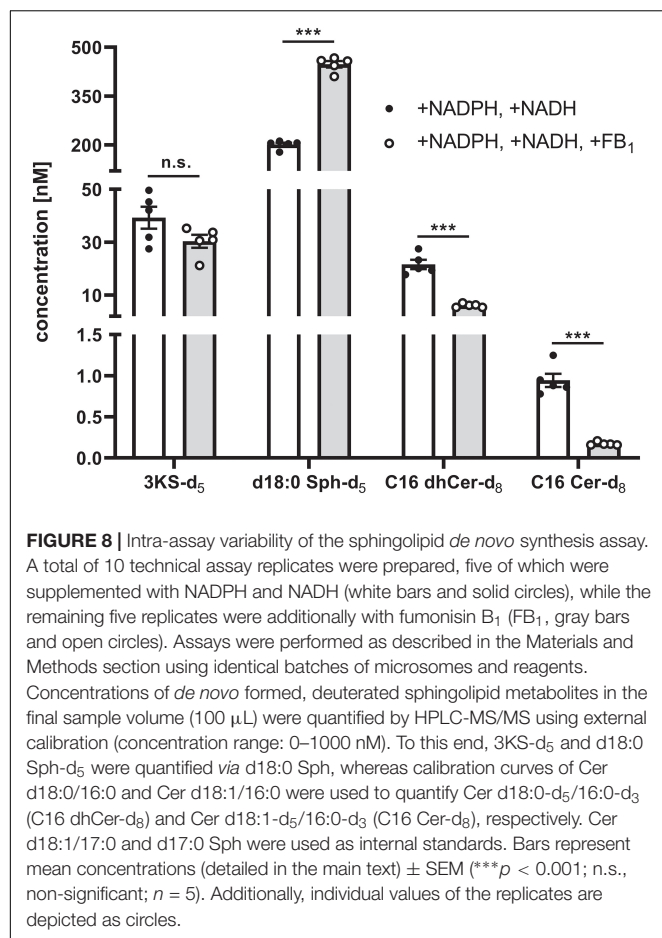 ***
500
200
50
30
10
1.5
1.0
0.5
0.0
concentration [nM]
n.s.
***
***
+NADPH, +NADH
+NADPH, +NADH, +FB₁
3KS-d₅
d18:0 Sph-d₅
C16 dhCer-d₈
C16 Cer-d₈
FIGURE 8 | Intra-assay variability of the sphingolipid de novo synthesis assay.
A total of 10 technical assay replicates were prepared, five of which were
supplemented with NADPH and NADH (white bars and solid circles), while the
remaining five replicates were additionally with fumonisin B₁ (FB₁, gray bars
and open circles). Assays were performed as described in the Materials and
Methods section using identical batches of microsomes and reagents.
Concentrations of de novo formed, deuterated sphingolipid metabolites in the
final sample volume (100 μL) were quantified by HPLC-MS/MS using external
calibration (concentration range: 0–1000 nM). To this end, 3KS-d₅ and d18:0
Sph-d₅ were quantified via d18:0 Sph, whereas calibration curves of Cer
d18:0/16:0 and Cer d18:1/16:0 were used to quantify Cer d18:0-d₅/16:0-d₃
(C16 dhCer-d₈) and Cer d18:1-d₅/16:0-d₃ (C16 Cer-d₈), respectively. Cer
d18:1/17:0 and d17:0 Sph were used as internal standards. Bars represent
mean concentrations (detailed in the main text) ± SEM (***p < 0.001; n.s.,
non-significant; n = 5). Additionally, individual values of the replicates are
depicted as circles.